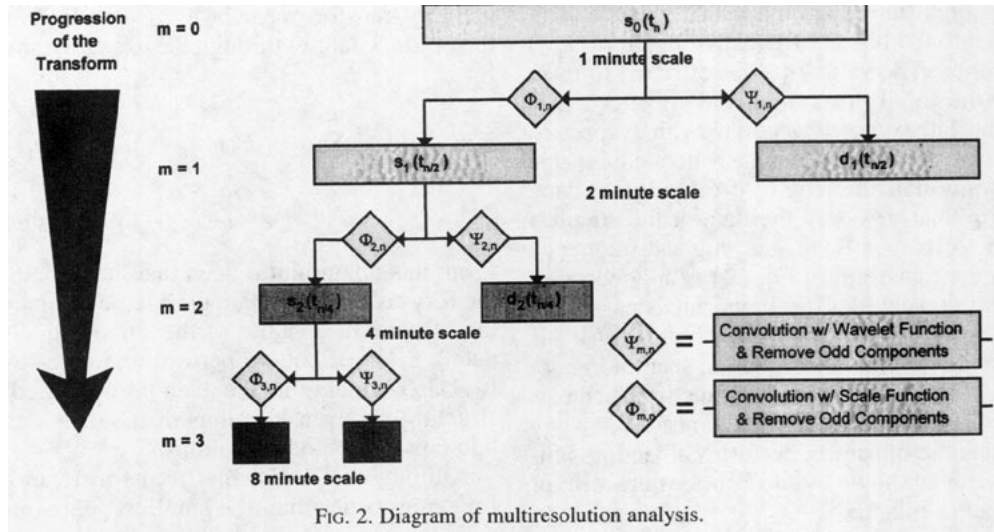 Progression
of the
Transform
m = 0
s₀(tₙ)
1 minute scale
Φ₁,ₙ
Ψ₁,ₙ
m = 1
s₁(tₙ/₂)
d₁(tₙ/₂)
2 minute scale
Φ₂,ₙ
Ψ₂,ₙ
m = 2
s₂(tₙ/₄)
d₂(tₙ/₄)
4 minute scale
Ψₘ,ₙ = Convolution w/ Wavelet Function
& Remove Odd Components
Φ₃,ₙ
Ψ₃,ₙ
Φₘ,ₙ = Convolution w/ Scale Function
& Remove Odd Components
m = 3
8 minute scale
FIG. 2. Diagram of multiresolution analysis.